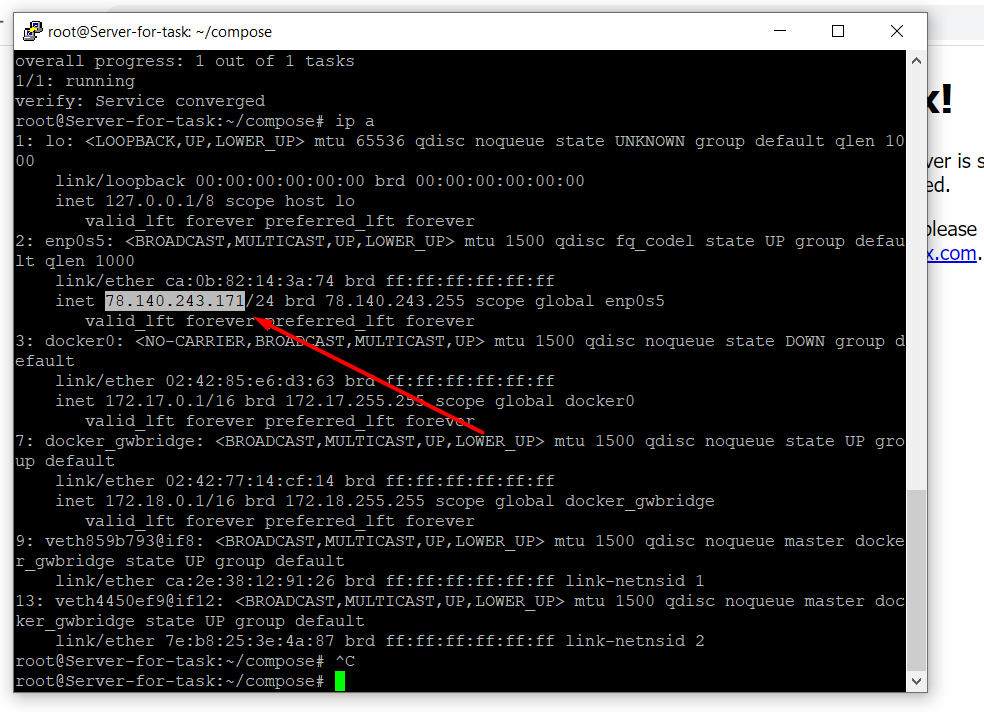 root@Server-for-task: ~/compose
overall progress: 1 out of 1 tasks
1/1: running
verify: Service converged
root@Server-for-task:~/compose# ip a
1: lo: <LOOPBACK,UP,LOWER_UP> mtu 65536 qdisc noqueue state UNKNOWN group default qlen 10
00
link/loopback 00:00:00:00:00:00 brd 00:00:00:00:00:00
inet 127.0.0.1/8 scope host lo
valid_lft forever preferred_lft forever
2: enp0s5: <BROADCAST,MULTICAST,UP,LOWER_UP> mtu 1500 qdisc fq_codel state UP group defau
lt qlen 1000
link/ether ca:0b:82:14:3a:74 brd ff:ff:ff:ff:ff:ff
inet 78.140.243.171/24 brd 78.140.243.255 scope global enp0s5
valid_lft forever preferred_lft forever
3: docker0: <NO-CARRIER,BROADCAST,MULTICAST,UP> mtu 1500 qdisc noqueue state DOWN group d
efault
link/ether 02:42:85:e6:d3:63 brd ff:ff:ff:ff:ff:ff
inet 172.17.0.1/16 brd 172.17.255.255 scope global docker0
valid_lft forever preferred_lft forever
7: docker_gwbridge: <BROADCAST,MULTICAST,UP,LOWER_UP> mtu 1500 qdisc noqueue state UP gro
up default
link/ether 02:42:77:14:cf:14 brd ff:ff:ff:ff:ff:ff
inet 172.18.0.1/16 brd 172.18.255.255 scope global docker_gwbridge
valid_lft forever preferred_lft forever
9: veth859b793@if8: <BROADCAST,MULTICAST,UP,LOWER_UP> mtu 1500 qdisc noqueue master docke
r_gwbridge state UP group default
link/ether ca:2e:38:12:91:26 brd ff:ff:ff:ff:ff:ff link-netnsid 1
13: veth4450ef9@if12: <BROADCAST,MULTICAST,UP,LOWER_UP> mtu 1500 qdisc noqueue master doc
ker_gwbridge state UP group default
link/ether 7e:b8:25:3e:4a:87 brd ff:ff:ff:ff:ff:ff link-netnsid 2
root@Server-for-task:~/compose# ^C
root@Server-for-task:~/compose#
x!
ver is s
ed.
please
x.com.